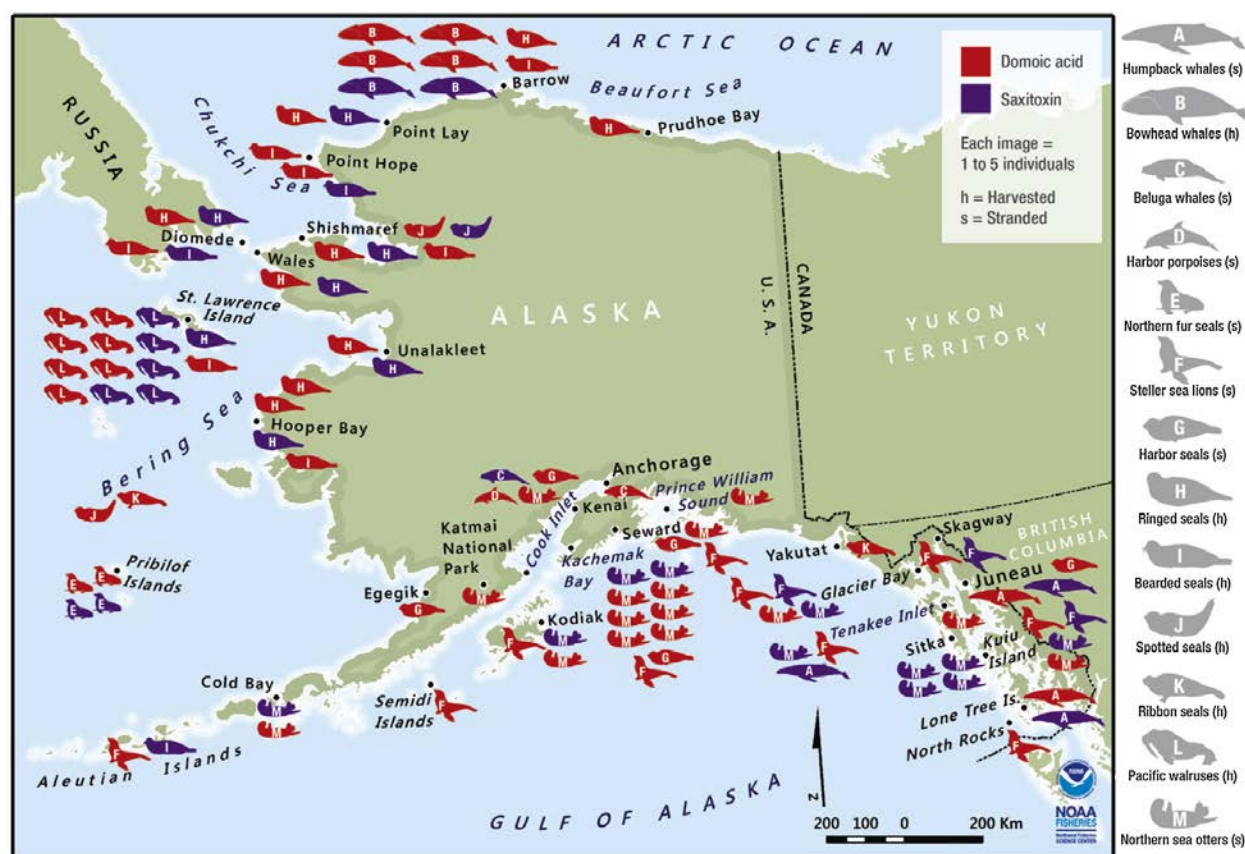 ARCTIC OCEAN
Beaufort Sea
Barrow
Prudhoe Bay
Point Lay
Chukchi Sea
Point Hope
RUSSIA
Diomede
Shishmaref
Wales
St. Lawrence
Island
ALASKA
U.S.A.
CANADA
YUKON
TERRITORY
Unalakleet
Bering Sea
Hooper Bay
Anchorage
Prince William
Sound
Kenai
Cook Inlet
Seward
Katmai
National
Park
Kachemak
Bay
Pribilof
Islands
Egegik
Kodiak
Yakutat
Skagway
BRITISH
COLUMBIA
Glacier Bay
Juneau
Tenakee Inlet
Sitka
Kuiu
Island
Cold Bay
Semidi
Islands
Lone Tree Is.
North Rocks
Aleutian Islands
GULF OF ALASKA
N
200 100 0 200 Km
NOAA
FISHERIES
Domoic acid
Saxitoxin
Each image =
1 to 5 individuals
h = Harvested
s = Stranded
A
Humpback whales (s)
B
Bowhead whales (h)
C
Beluga whales (s)
D
Harbor porpoises (s)
E
Northern fur seals (s)
F
Steller sea lions (s)
G
Harbor seals (s)
H
Ringed seals (h)
I
Bearded seals (h)
J
Spotted seals (h)
K
Ribbon seals (h)
L
Pacific walruses (h)
M
Northern sea otters (s)